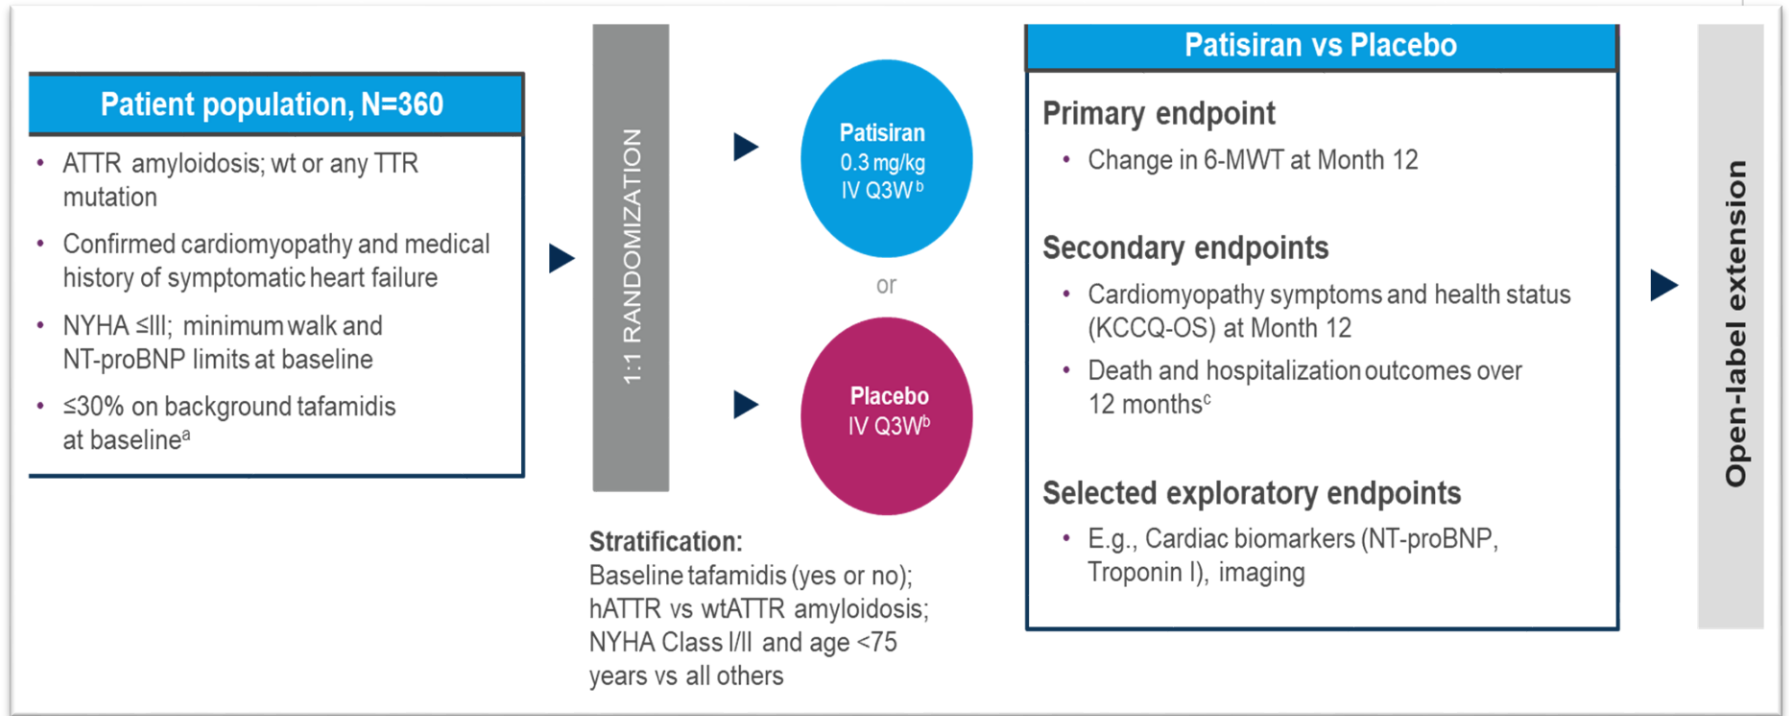 Patient population, N=360
• ATTR amyloidosis; wt or any TTR
mutation
• Confirmed cardiomyopathy and medical
history of symptomatic heart failure
• NYHA ≤III; minimum walk and
NT-proBNP limits at baseline
• ≤30% on background tafamidis
at baselineᵃ
1:1 RANDOMIZATION
Patisiran
0.3 mg/kg
IV Q3W ᵇ
or
Placebo
IV Q3Wᵇ
Stratification:
Baseline tafamidis (yes or no);
hATTR vs wtATTR amyloidosis;
NYHA Class I/II and age <75
years vs all others
Patisiran vs Placebo
Primary endpoint
• Change in 6-MWT at Month 12
Secondary endpoints
• Cardiomyopathy symptoms and health status
(KCCQ-OS) at Month 12
• Death and hospitalization outcomes over
12 monthsᶜ
Selected exploratory endpoints
• E.g., Cardiac biomarkers (NT-proBNP,
Troponin I), imaging
Open-label extension